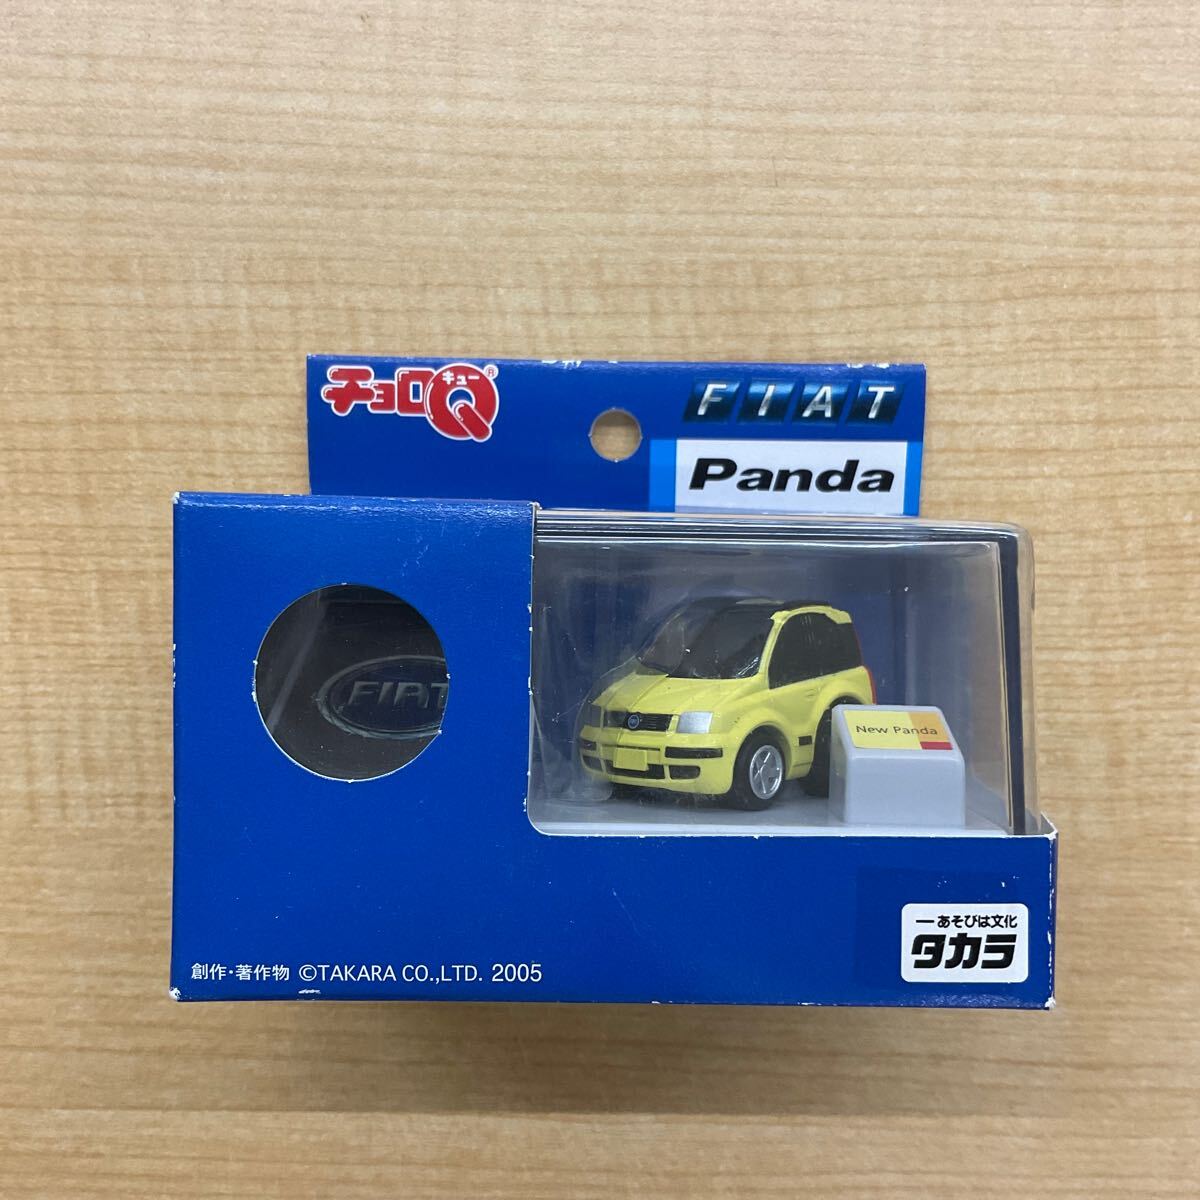 チョロQ®
キュー
FIAT
Panda
FIAT
New Panda
創作・著作物 ©TAKARA CO.,LTD. 2005
ーあそびは文化
タカラ